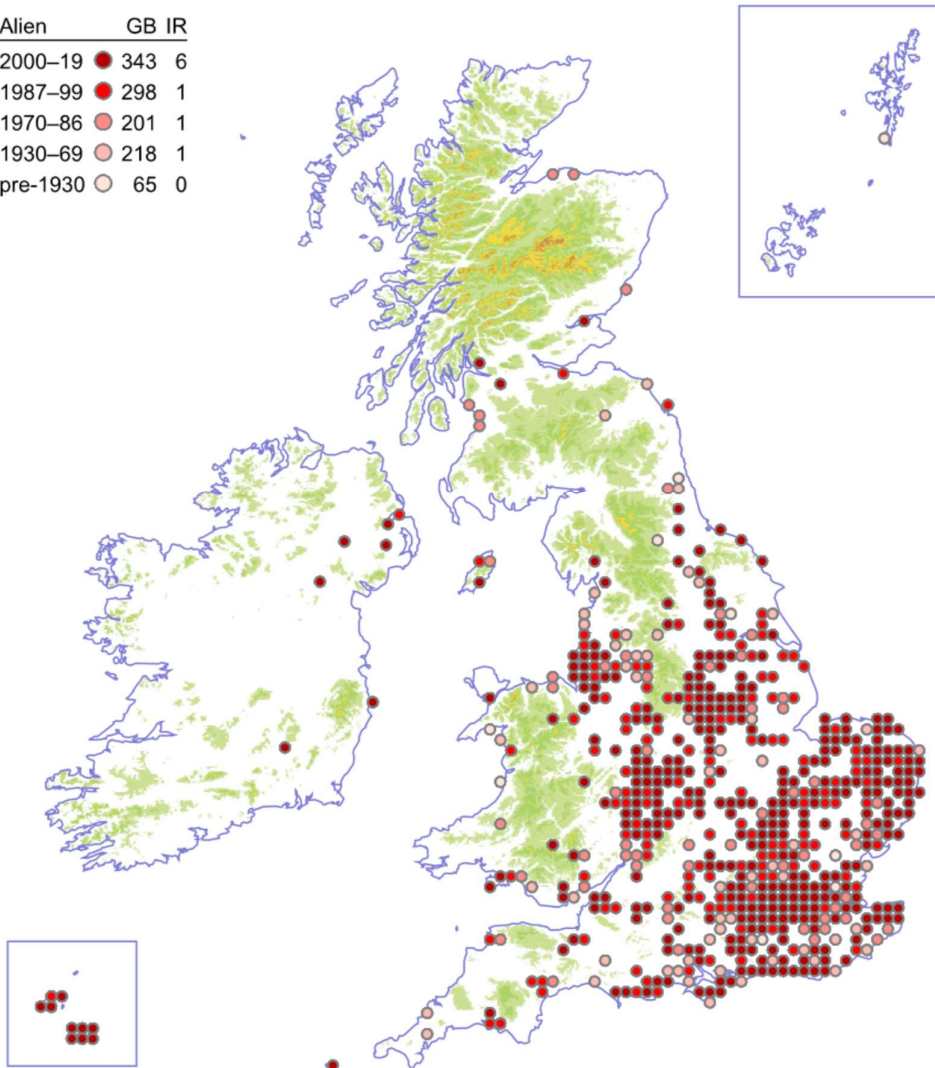 Alien GB IR
2000–19 343 6
1987–99 298 1
1970–86 201 1
1930–69 218 1
pre-1930 65 0